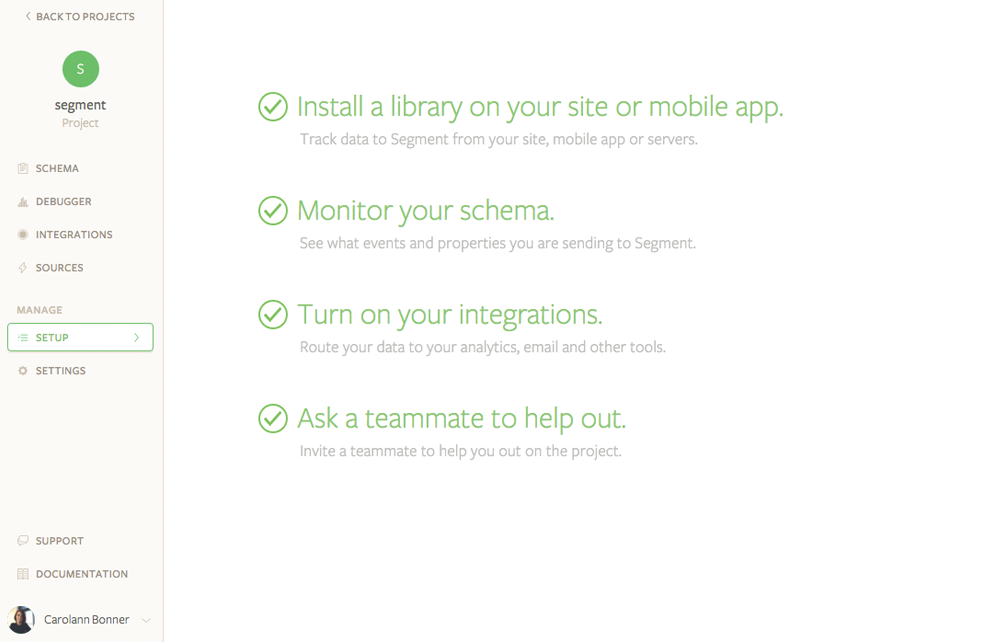 BACK TO PROJECTS
S
segment
Project
SCHEMA
DEBUGGER
INTEGRATIONS
SOURCES
MANAGE
SETUP
SETTINGS
SUPPORT
DOCUMENTATION
Carolann Bonner
Install a library on your site or mobile app.
Track data to Segment from your site, mobile app or servers.
Monitor your schema.
See what events and properties you are sending to Segment.
Turn on your integrations.
Route your data to your analytics, email and other tools.
Ask a teammate to help out.
Invite a teammate to help you out on the project.